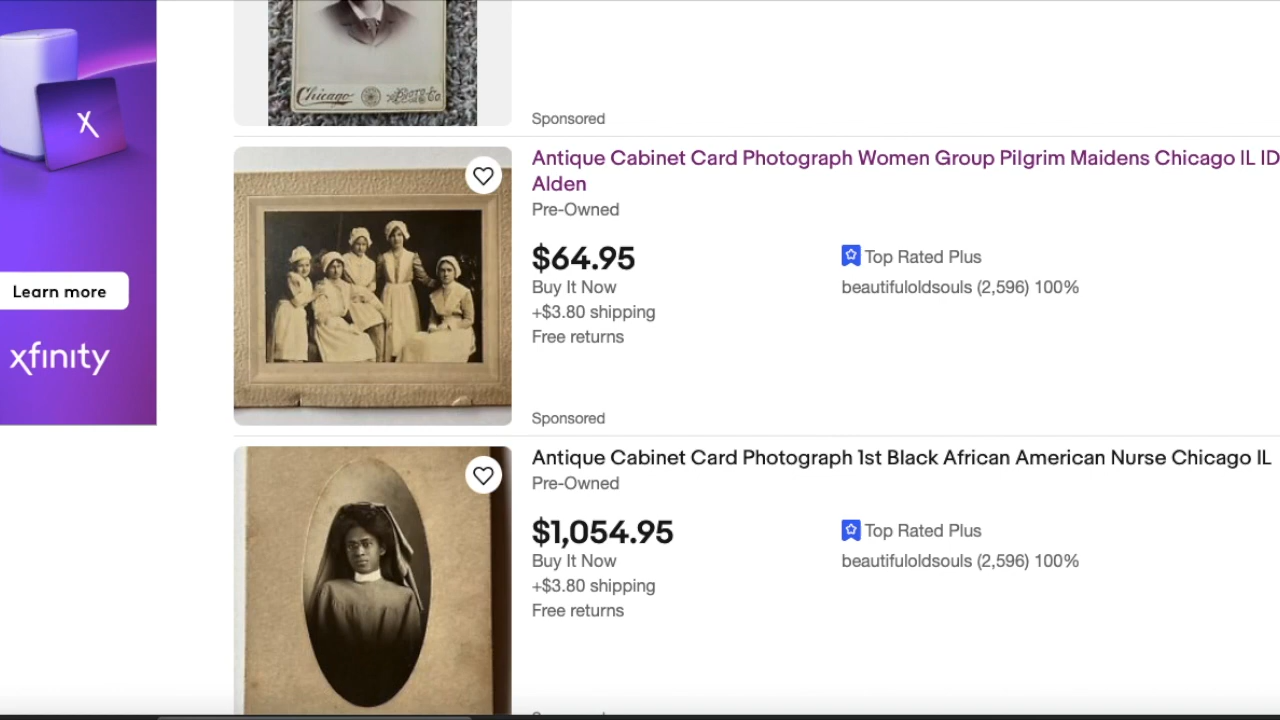 Chicago Photo Co
Sponsored
Antique Cabinet Card Photograph Women Group Pilgrim Maidens Chicago IL ID
Alden
Pre-Owned
$64.95
Buy It Now
+$3.80 shipping
Free returns
Top Rated Plus
beautifuloldsouls (2,596) 100%
Sponsored
Antique Cabinet Card Photograph 1st Black African American Nurse Chicago IL
Pre-Owned
$1,054.95
Buy It Now
+$3.80 shipping
Free returns
Top Rated Plus
beautifuloldsouls (2,596) 100%
X
Learn more
xfinity